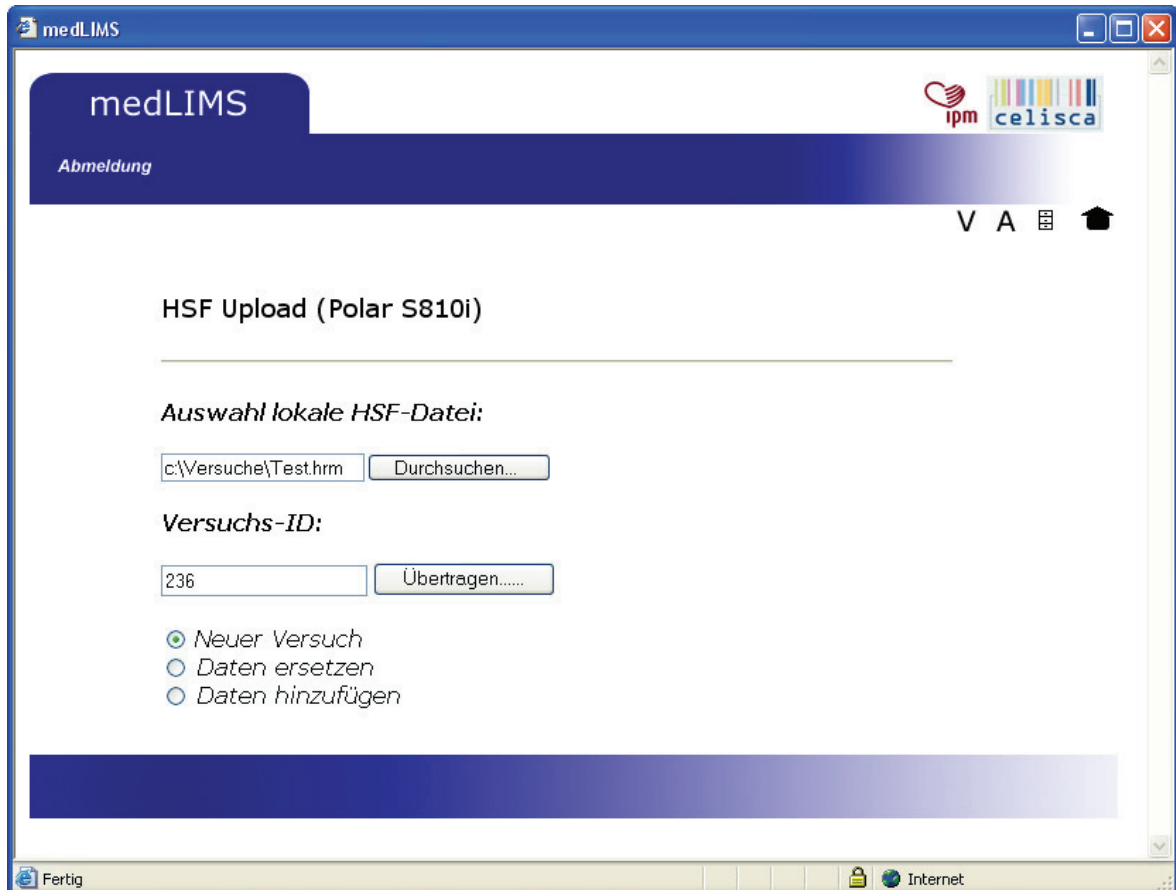 medLIMS
medLIMS
ipm
celisca
Abmeldung
V A
HSF Upload (Polar S810i)
Auswahl lokale HSF-Datei:
c:\Versuche\Test.hrm Durchsuchen...
Versuchs-ID:
236 Übertragen......
Neuer Versuch
Daten ersetzen
Daten hinzufügen
Fertig Internet